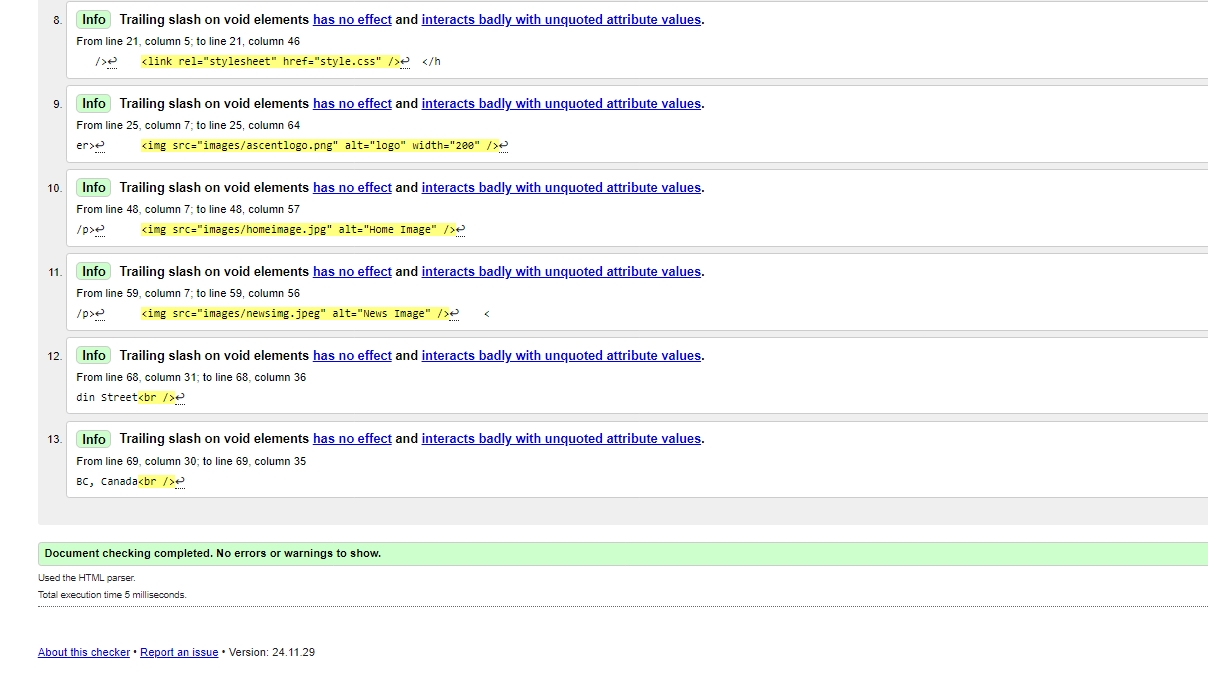 8. Info Trailing slash on void elements has no effect and interacts badly with unquoted attribute values.
From line 21, column 5; to line 21, column 46
/>↩ <link rel="stylesheet" href="style.css" />↩ </h
9. Info Trailing slash on void elements has no effect and interacts badly with unquoted attribute values.
From line 25, column 7; to line 25, column 64
er>↩ <img src="images/ascentlogo.png" alt="logo" width="200" />↩
10. Info Trailing slash on void elements has no effect and interacts badly with unquoted attribute values.
From line 48, column 7; to line 48, column 57
/p>↩ <img src="images/homeimage.jpg" alt="Home Image" />↩
11. Info Trailing slash on void elements has no effect and interacts badly with unquoted attribute values.
From line 59, column 7; to line 59, column 56
/p>↩ <img src="images/newsimg.jpeg" alt="News Image" />↩ <
12. Info Trailing slash on void elements has no effect and interacts badly with unquoted attribute values.
From line 68, column 31; to line 68, column 36
din Street<br />↩
13. Info Trailing slash on void elements has no effect and interacts badly with unquoted attribute values.
From line 69, column 30; to line 69, column 35
BC, Canada<br />↩
Document checking completed. No errors or warnings to show.
Used the HTML parser.
Total execution time 5 milliseconds.
About this checker • Report an issue • Version: 24.11.29